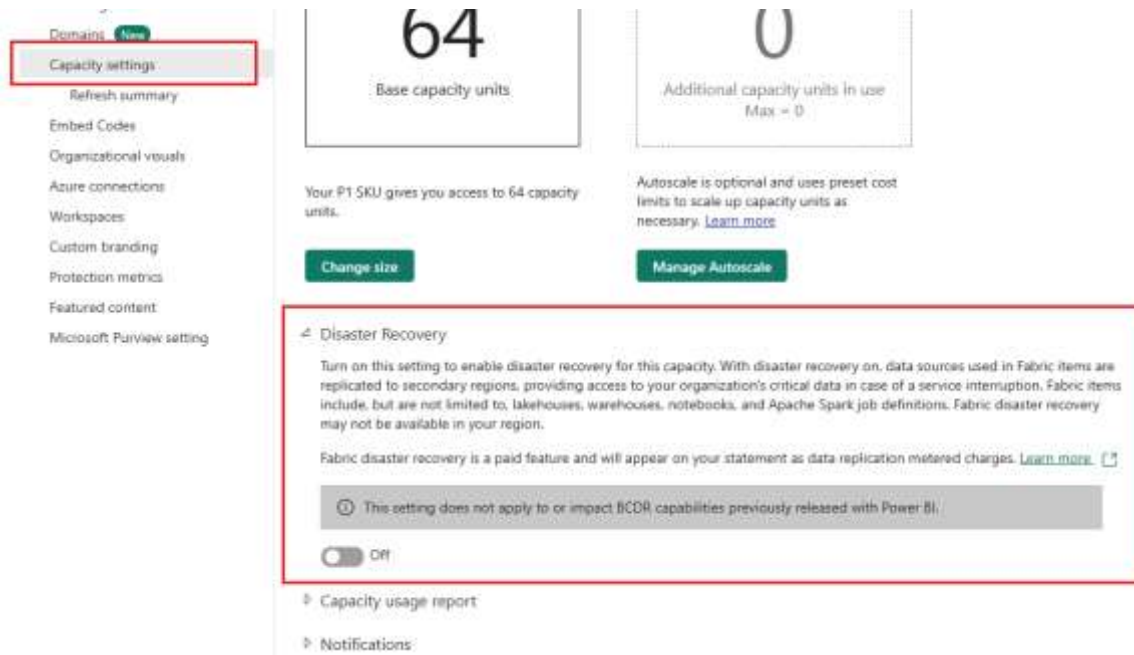 Domains New
Capacity settings
Refresh summary
Embed Codes
Organizational visuals
Azure connections
Workspaces
Custom branding
Protection metrics
Featured content
Microsoft Purview setting
64
Base capacity units
0
Additional capacity units in use
Max = 0
Your P1 SKU gives you access to 64 capacity
units.
Autoscale is optional and uses preset cost
limits to scale up capacity units as
necessary. Learn more
Change size
Manage Autoscale
Disaster Recovery
Turn on this setting to enable disaster recovery for this capacity. With disaster recovery on, data sources used in Fabric items are
replicated to secondary regions, providing access to your organization's critical data in case of a service interruption. Fabric items
include, but are not limited to, lakehouses, warehouses, notebooks, and Apache Spark job definitions. Fabric disaster recovery
may not be available in your region.
Fabric disaster recovery is a paid feature and will appear on your statement as data replication metered charges. Learn more
This setting does not apply to or impact BCDR capabilities previously released with Power BI.
Off
Capacity usage report
Notifications